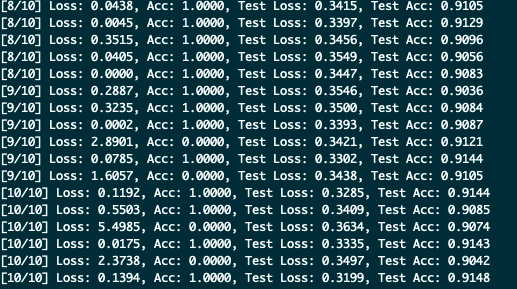 [8/10] Loss: 0.0438, Acc: 1.0000, Test Loss: 0.3415, Test Acc: 0.9105
[8/10] Loss: 0.0045, Acc: 1.0000, Test Loss: 0.3397, Test Acc: 0.9129
[8/10] Loss: 0.3515, Acc: 1.0000, Test Loss: 0.3456, Test Acc: 0.9096
[8/10] Loss: 0.0405, Acc: 1.0000, Test Loss: 0.3549, Test Acc: 0.9056
[8/10] Loss: 0.0000, Acc: 1.0000, Test Loss: 0.3447, Test Acc: 0.9083
[9/10] Loss: 0.2887, Acc: 1.0000, Test Loss: 0.3546, Test Acc: 0.9036
[9/10] Loss: 0.3235, Acc: 1.0000, Test Loss: 0.3500, Test Acc: 0.9084
[9/10] Loss: 0.0002, Acc: 1.0000, Test Loss: 0.3393, Test Acc: 0.9087
[9/10] Loss: 2.8901, Acc: 0.0000, Test Loss: 0.3421, Test Acc: 0.9121
[9/10] Loss: 0.0785, Acc: 1.0000, Test Loss: 0.3302, Test Acc: 0.9144
[9/10] Loss: 1.6057, Acc: 0.0000, Test Loss: 0.3438, Test Acc: 0.9105
[10/10] Loss: 0.1192, Acc: 1.0000, Test Loss: 0.3285, Test Acc: 0.9144
[10/10] Loss: 0.5503, Acc: 1.0000, Test Loss: 0.3409, Test Acc: 0.9085
[10/10] Loss: 5.4985, Acc: 0.0000, Test Loss: 0.3634, Test Acc: 0.9074
[10/10] Loss: 0.0175, Acc: 1.0000, Test Loss: 0.3335, Test Acc: 0.9143
[10/10] Loss: 2.3738, Acc: 0.0000, Test Loss: 0.3497, Test Acc: 0.9042
[10/10] Loss: 0.1394, Acc: 1.0000, Test Loss: 0.3199, Test Acc: 0.9148